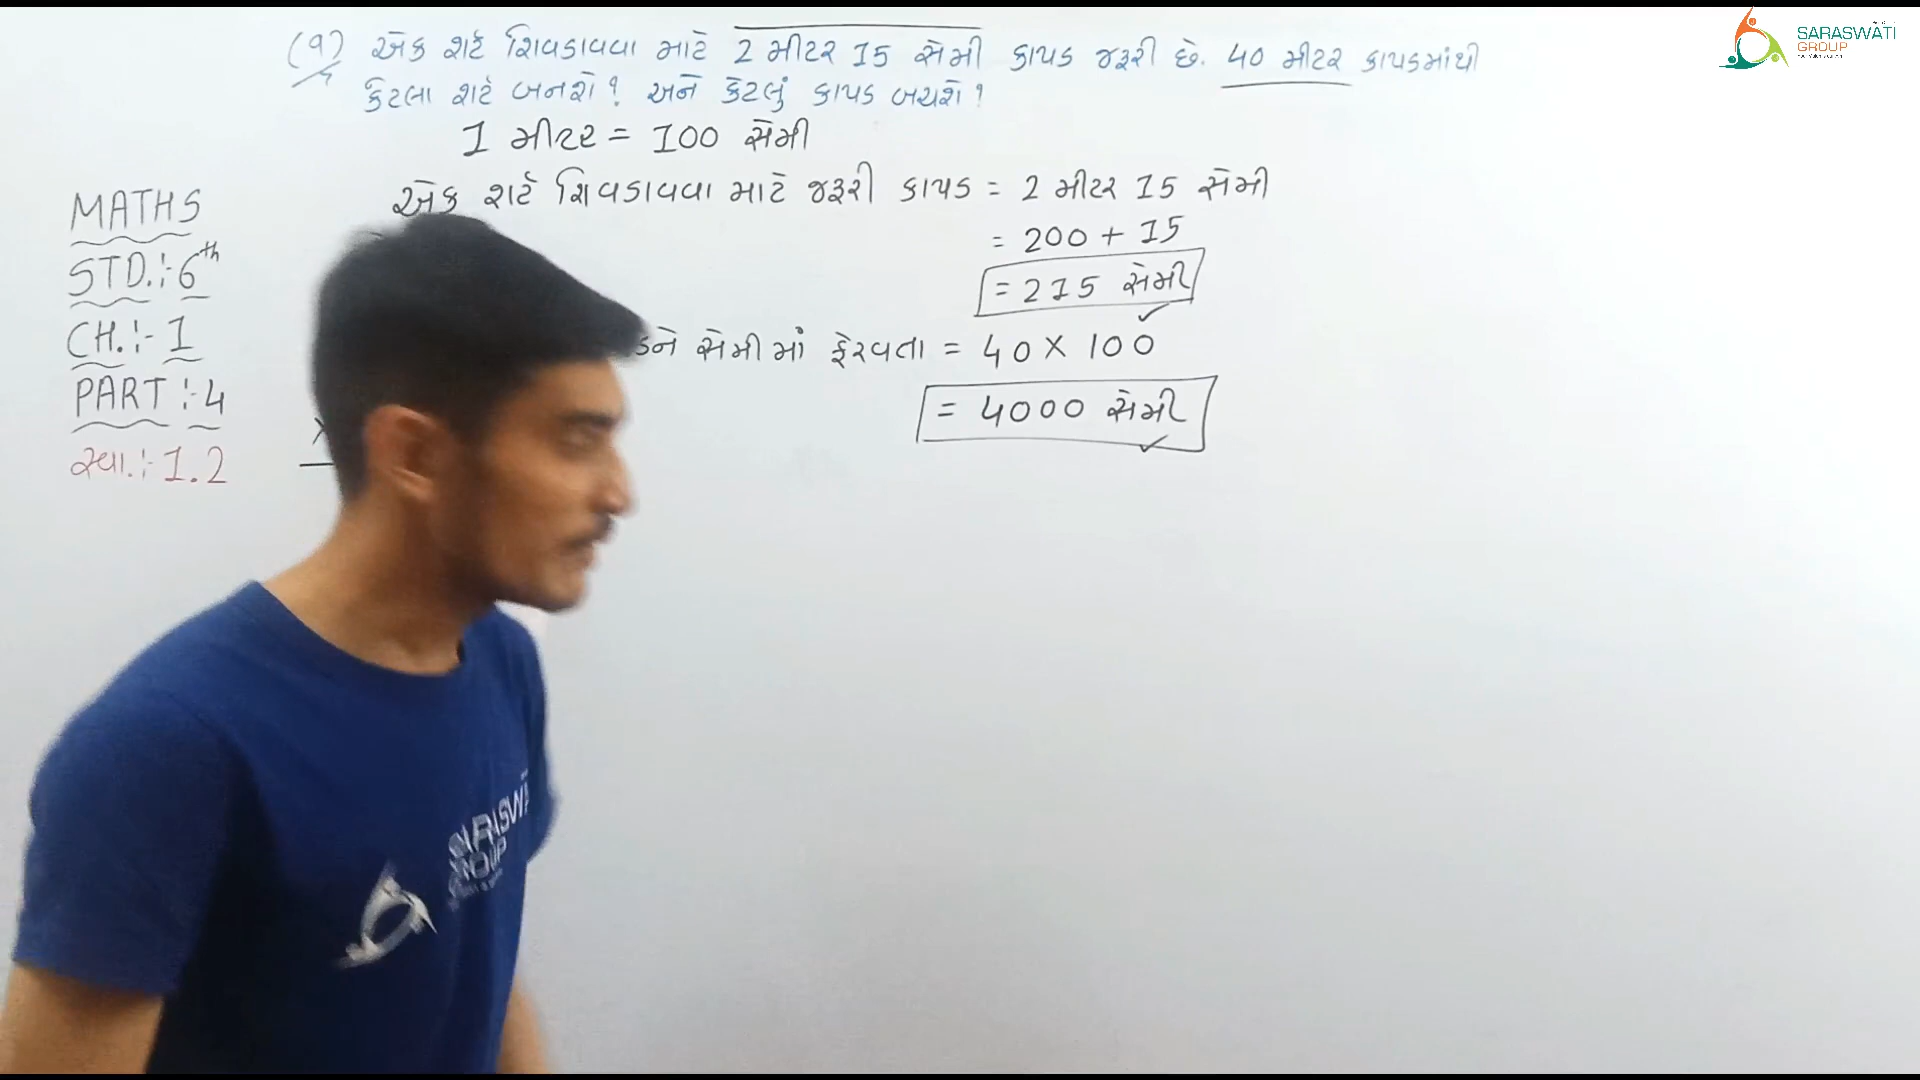 (૧) એક શર્ટ શિવડાવવા માટે 2 મીટર 15 સેમી કાપડ જરૂરી છે. 40 મીટર કાપડમાંથી
કેટલા શર્ટ બનશે? અને કેટલું કાપડ બચશે?
1 મીટર = 100 સેમી
એક શર્ટ શિવડાવવા માટે જરૂરી કાપડ = 2 મીટર 15 સેમી
= 200 + 15
= 215 સેમી
સેમીમાં ફેરવતા = 40 X 100
= 4000 સેમી
MATHS
STD.:- 6th
CH.:- 1
PART :- 4
સ્વા.:- 1.2
SARASWATI
GROUP